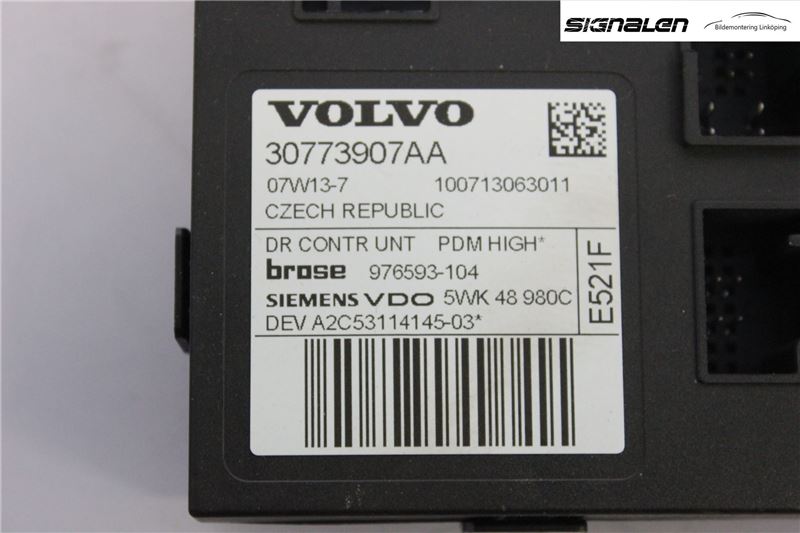 SIGNALEN
Bildemontering Linköping
VOLVO
30773907AA
07W13-7 100713063011
CZECH REPUBLIC
DR CONTR UNT PDM HIGH*
brose 976593-104
SIEMENS VDO 5WK 48 980C
DEV A2C53114145-03*
E521F